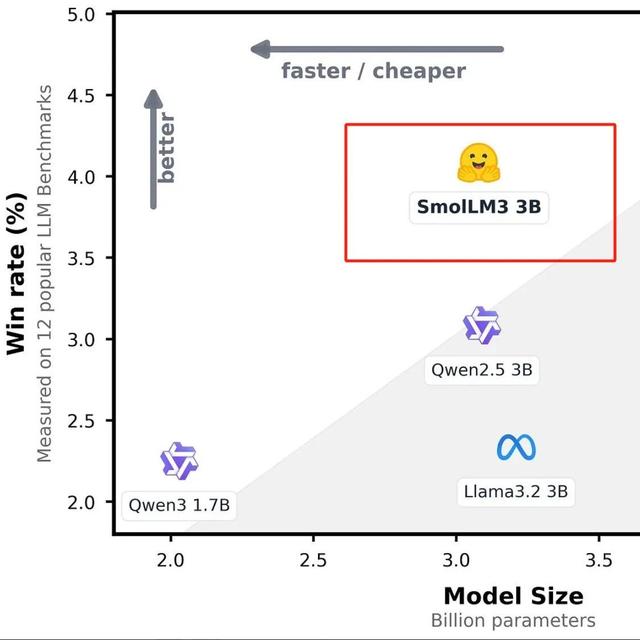 5.0
faster / cheaper
4.5
better
4.0
SmolLM3 3B
3.5
3.0
Qwen2.5 3B
2.5
Llama3.2 3B
Qwen3 1.7B
2.0
Win rate (%)
Measured on 12 popular LLM Benchmarks
2.0
2.5
3.0
3.5
Model Size
Billion parameters